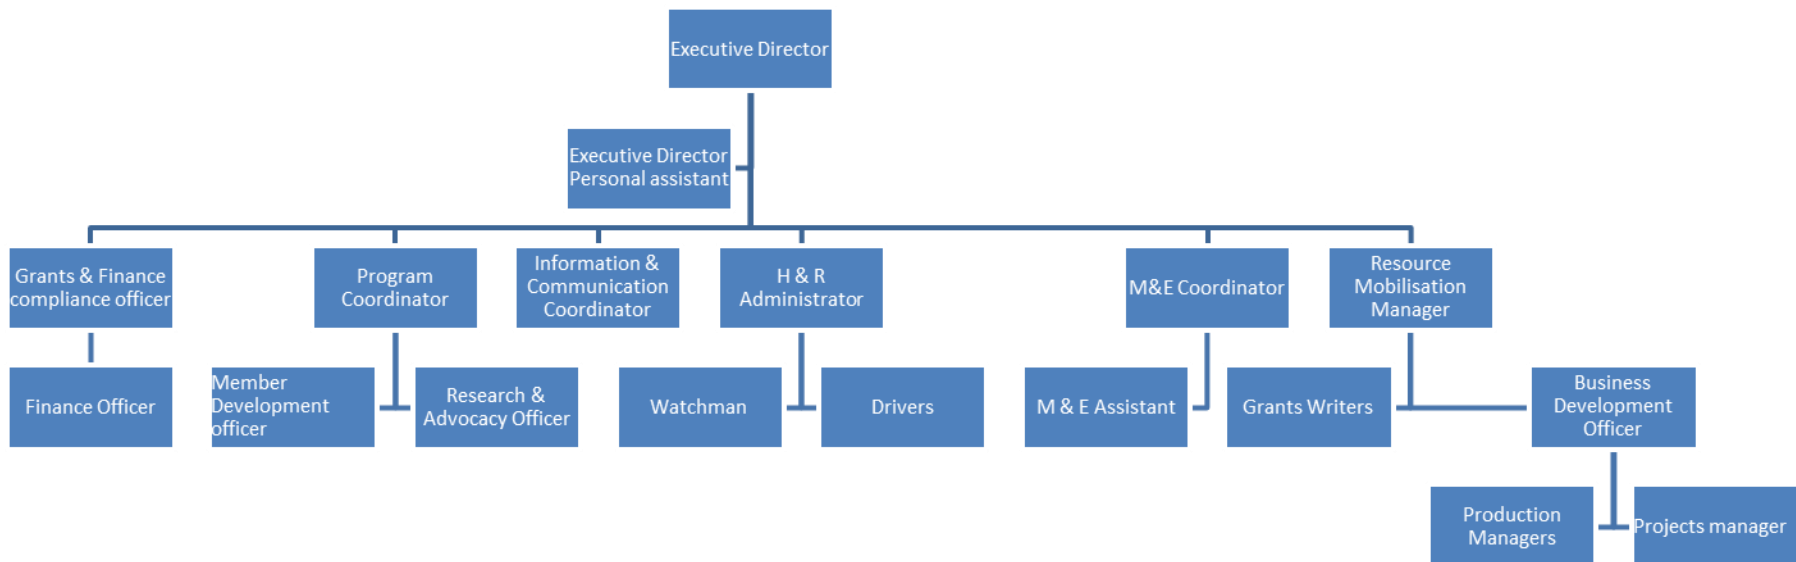 Executive Director
Executive Director
Personal assistant
Grants & Finance
compliance officer
Program
Coordinator
Information &
Communication
Coordinator
H & R
Administrator
M&E Coordinator
Resource
Mobilisation
Manager
Finance Officer
Member
Development
officer
Research &
Advocacy Officer
Watchman
Drivers
M & E Assistant
Grants Writers
Business
Development
Officer
Production
Managers
Projects manager